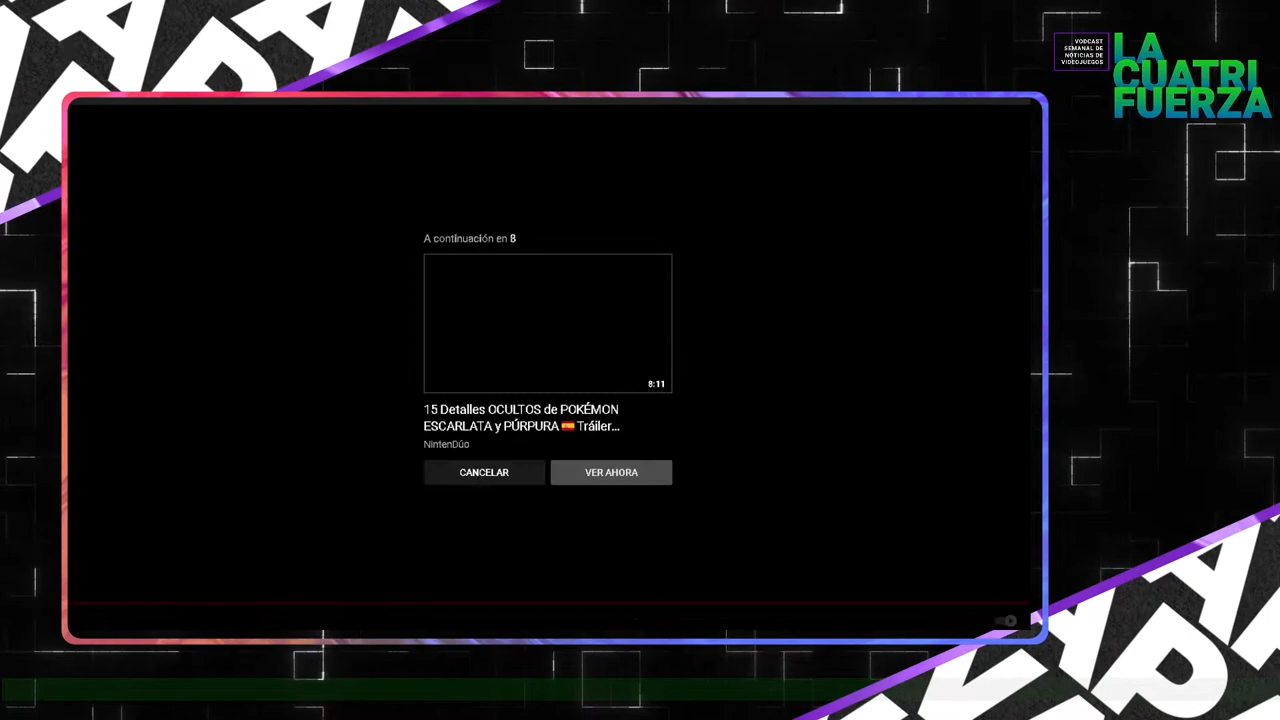 VODCAST
SEMANAL DE
NOTICIAS DE
VIDEOJUEGOS
LA
CUATRI
FUERZA
A continuación en 8
8:11
15 Detalles OCULTOS de POKÉMON
ESCARLATA y PÚRPURA 🇪🇸 Tráiler...
NintenDúo
CANCELAR
VER AHORA